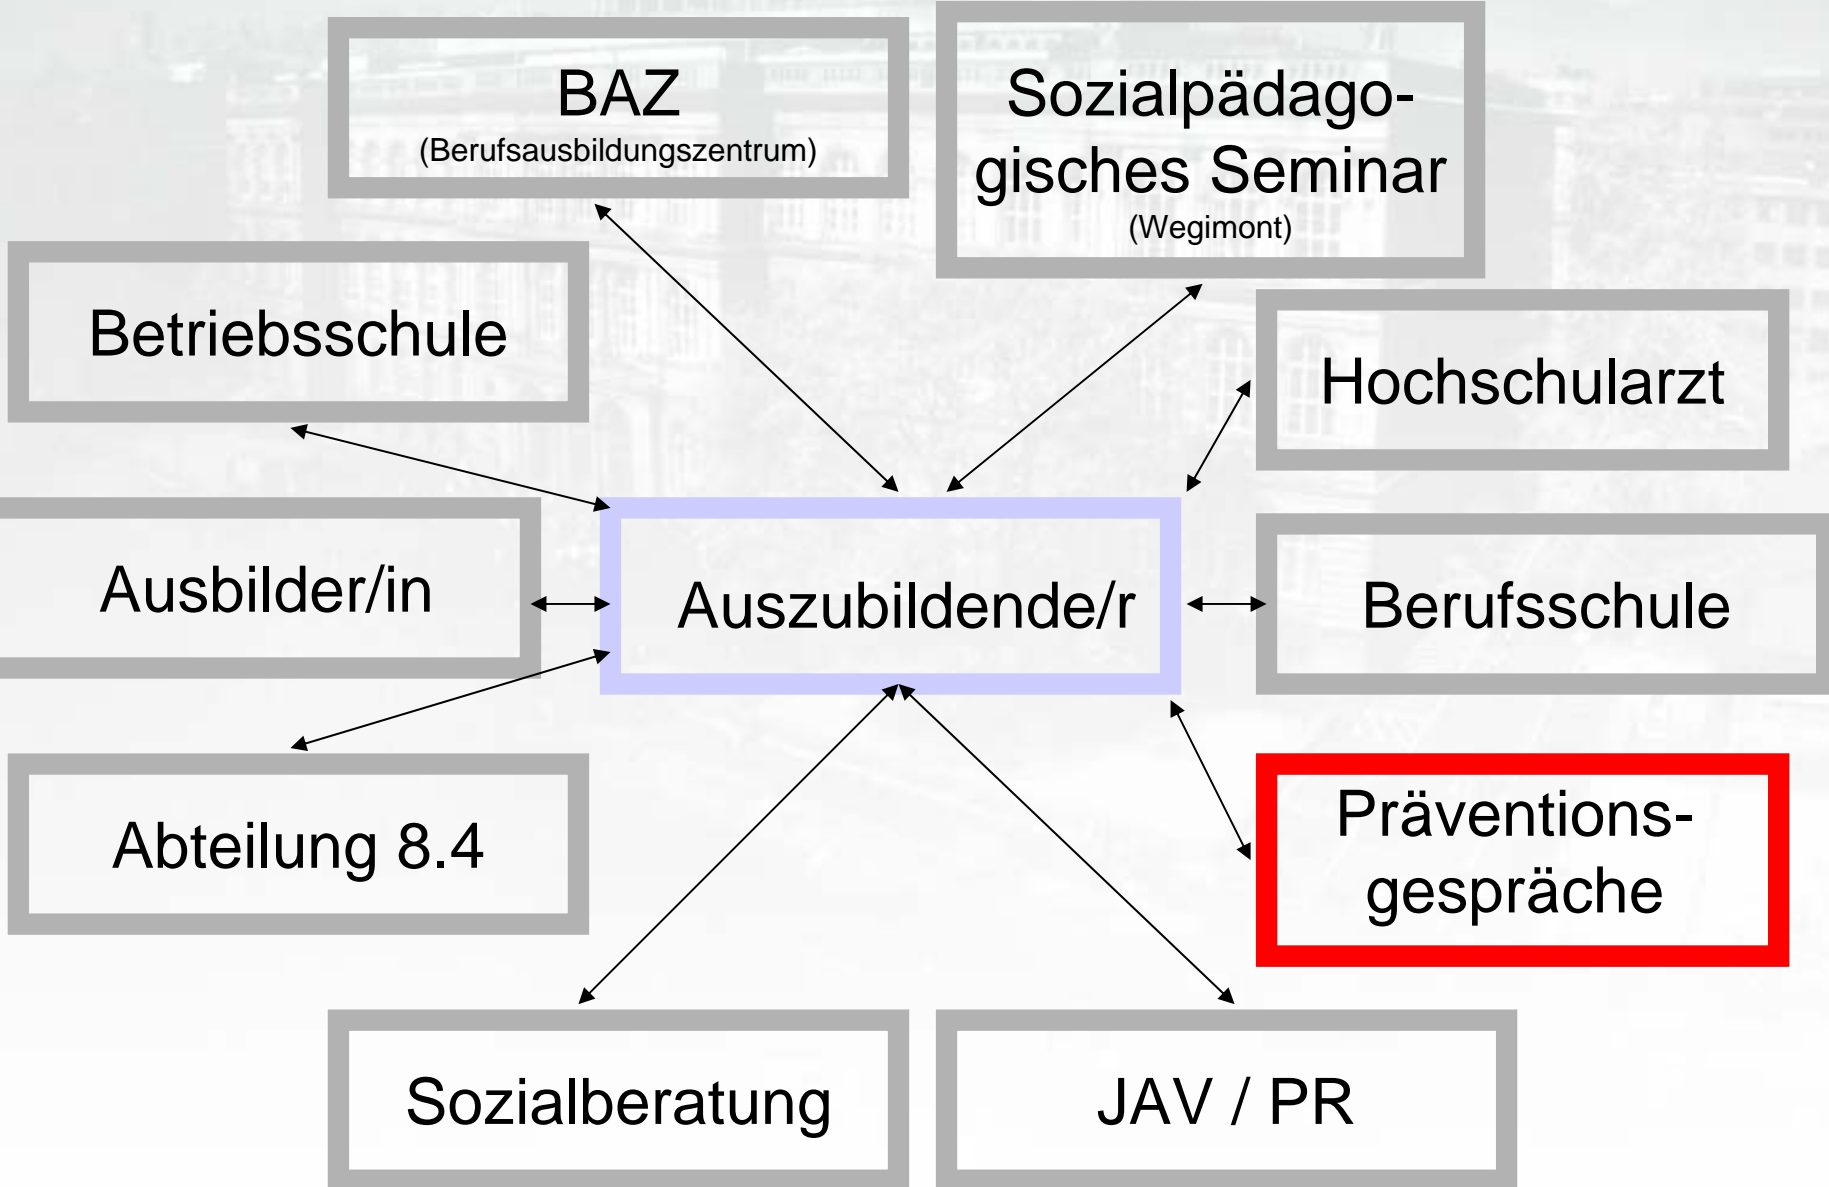 BAZ
(Berufsausbildungszentrum)
Sozialpädago-
gisches Seminar
(Wegimont)
Betriebsschule
Hochschularzt
Ausbilder/in
Auszubildende/r
Berufsschule
Abteilung 8.4
Präventions-
gespräche
Sozialberatung
JAV / PR